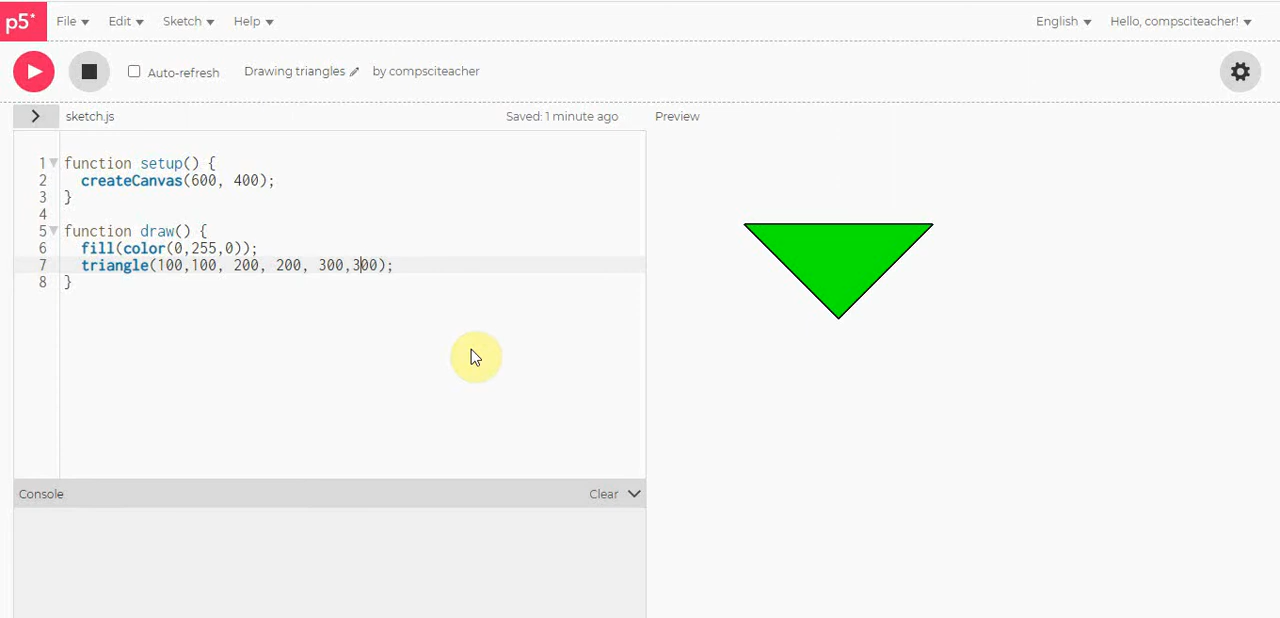 p5* File Edit Sketch Help English Hello, compsciteacher!
Auto-refresh Drawing triangles by compsciteacher
sketch.js Saved: 1 minute ago Preview
1 function setup() {
2 createCanvas(600, 400);
3 }
4
5 function draw() {
6 fill(color(0,255,0));
7 triangle(100,100, 200, 200, 300,300);
8 }
Console Clear